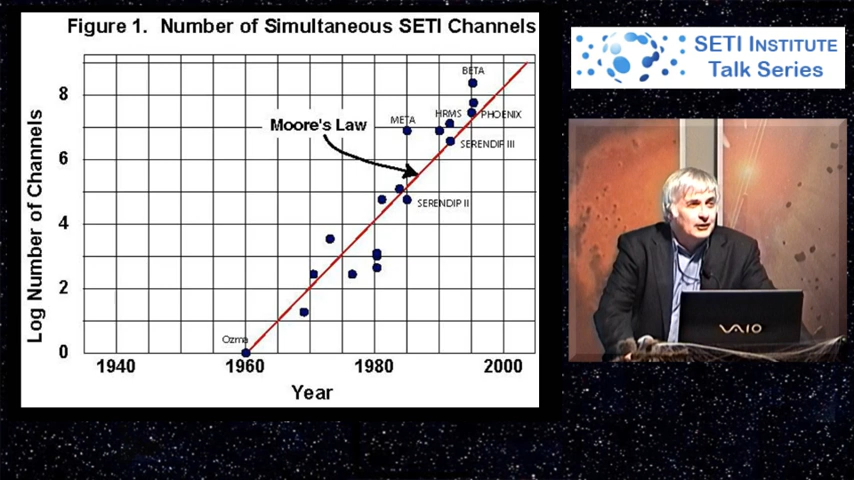 Figure 1. Number of Simultaneous SETI Channels
SETI INSTITUTE
Talk Series
BETA
8
META
HRMS
PHOENIX
Moore's Law
SERENDIP III
6
SERENDIP II
4
2
Ozma
0
Log Number of Channels
1940
1960
1980
2000
Year
VAIO